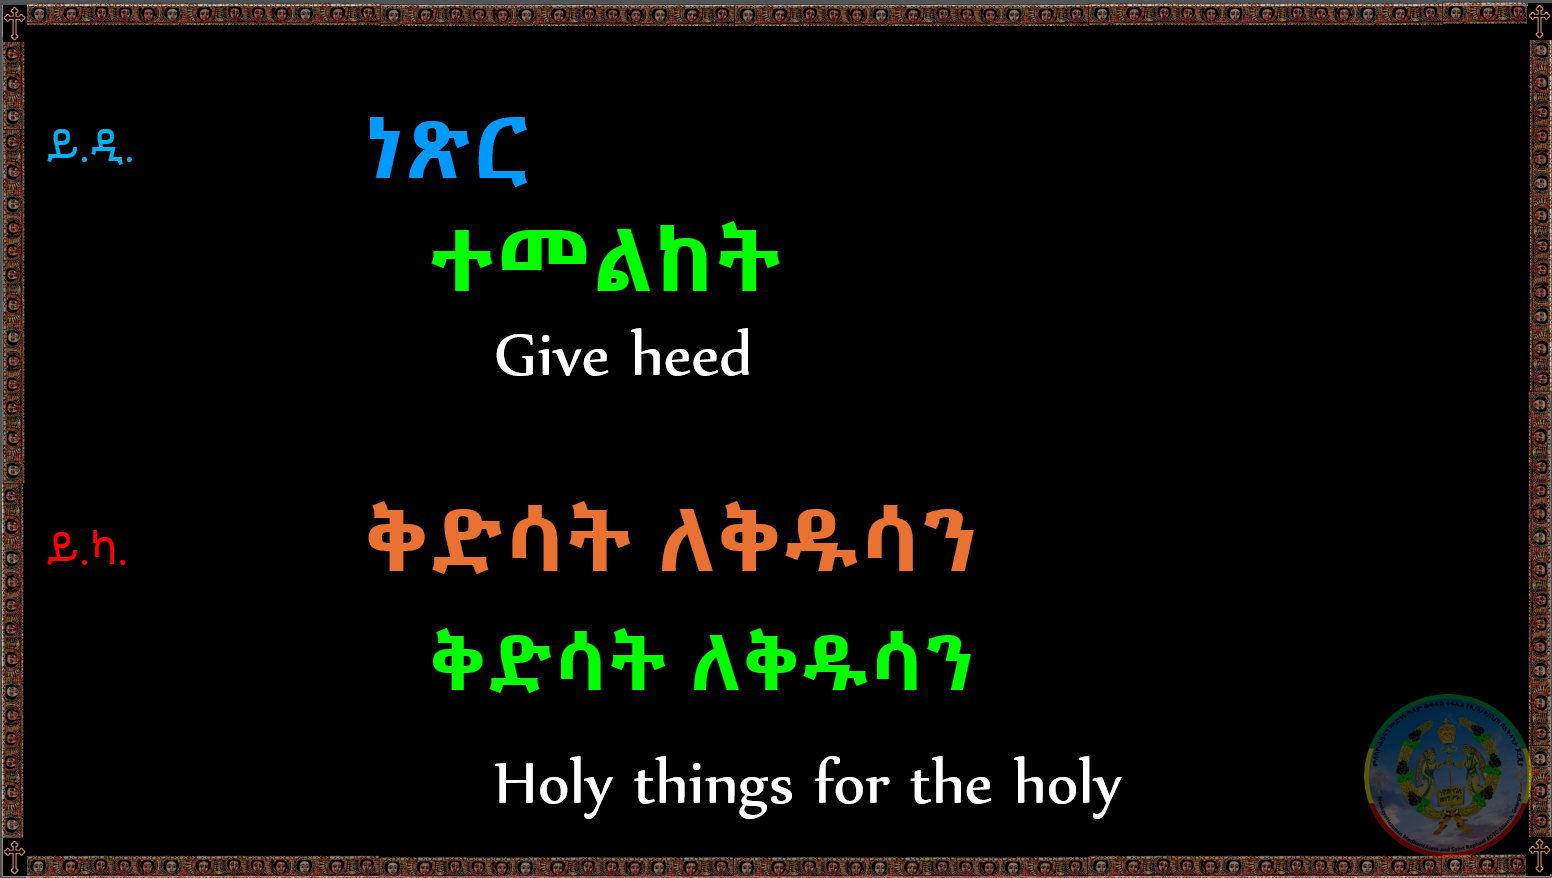 ይ.ዲ. ነጽር
ተመልከት
Give heed
ይ.ካ. ቅድሳት ለቅዱሳን
ቅድሳት ለቅዱሳን
Holy things for the holy